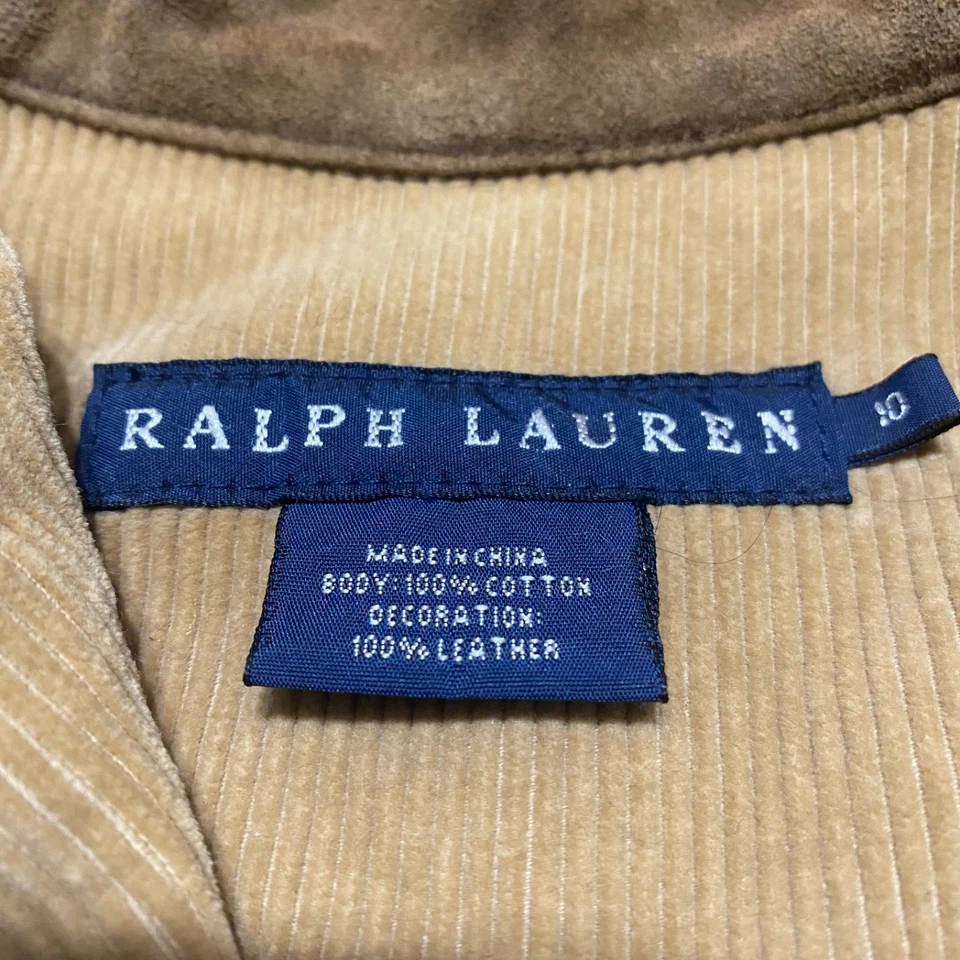 RALPH LAUREN
10
MADE IN CHINA
BODY: 100% COTTON
DECORATION:
100% LEATHER